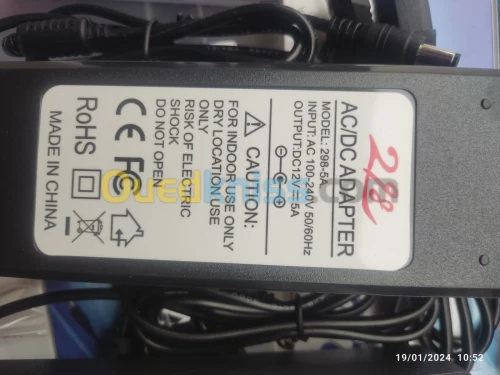 AC/DC ADAPTER
MODEL: 298-5A
INPUT: AC 100-240V 50/60Hz
OUTPUT:DC12V 5A
CAUTION:
FOR INDOOR USE ONLY
DRY LOCATION USE
ONLY
RISK OF ELECTRIC
SHOCK
DO NOT OPEN
CE FC
RoHS
MADE IN CHINA
Ouedkniss.com
19/01/2024 10:52